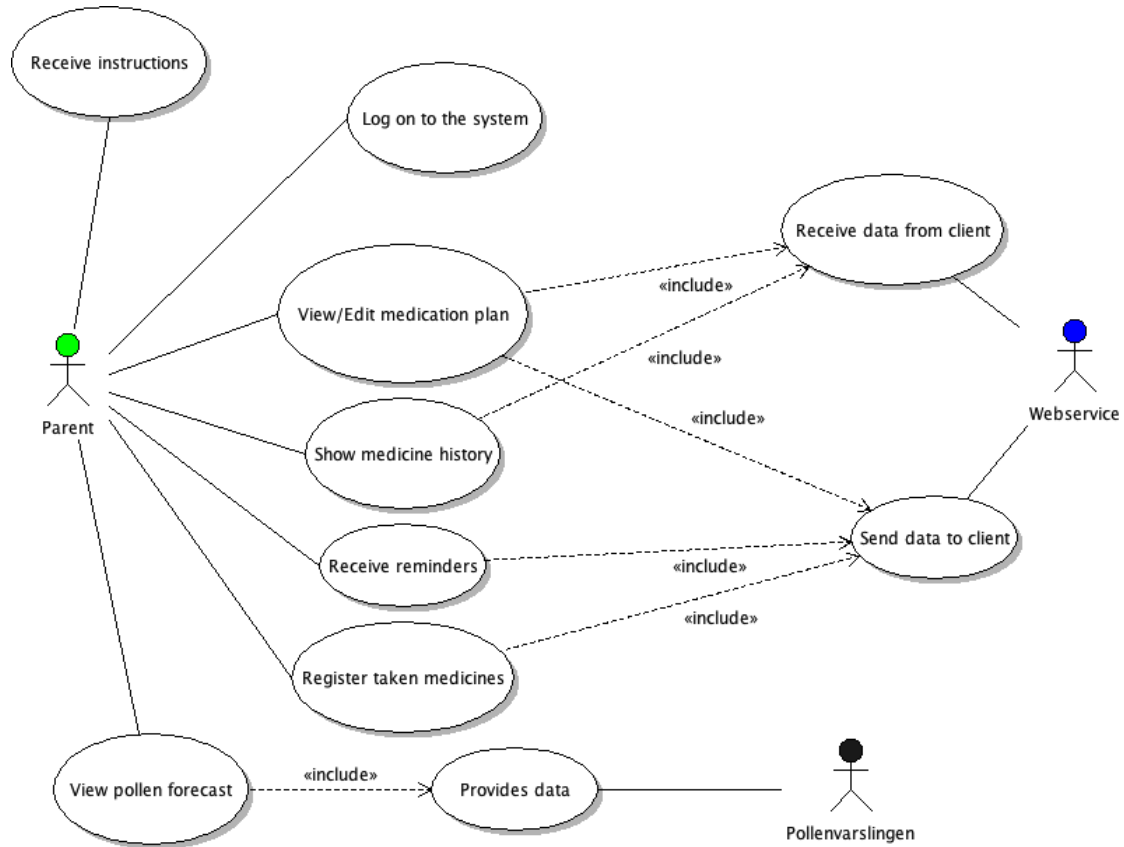 Receive instructions
Log on to the system
Receive data from client
«include»
View/Edit medication plan
«include»
Parent
Webservice
«include»
Show medicine history
Send data to client
Receive reminders
«include»
«include»
Register taken medicines
«include»
View pollen forecast
Provides data
Pollenvarslingen